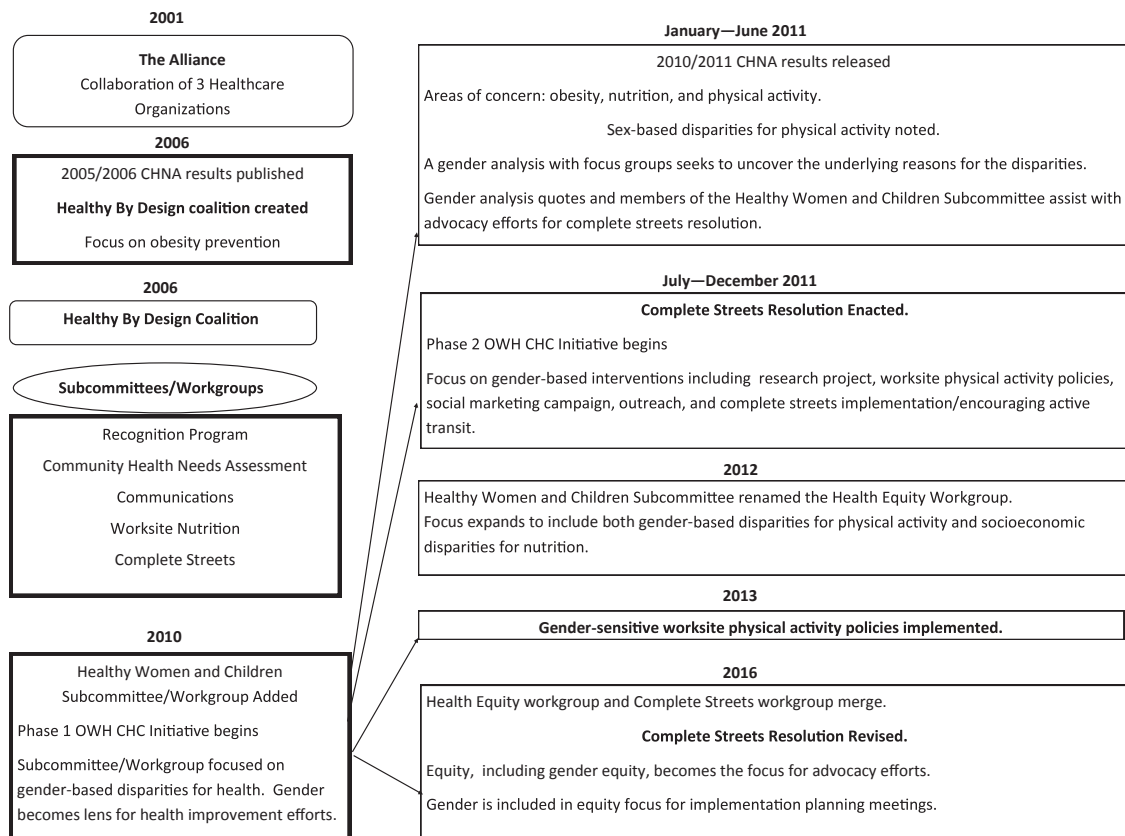 2001
The Alliance
Collaboration of 3 Healthcare
Organizations
2006
2005/2006 CHNA results published
Healthy By Design coalition created
Focus on obesity prevention
2006
Healthy By Design Coalition
Subcommittees/Workgroups
Recognition Program
Community Health Needs Assessment
Communications
Worksite Nutrition
Complete Streets
2010
Healthy Women and Children
Subcommittee/Workgroup Added
Phase 1 OWH CHC Initiative begins
Subcommittee/Workgroup focused on
gender-based disparities for health.  Gender
becomes lens for health improvement efforts.
January—June 2011
2010/2011 CHNA results released
Areas of concern: obesity, nutrition, and physical activity.
Sex-based disparities for physical activity noted.
A gender analysis with focus groups seeks to uncover the underlying reasons for the disparities.
Gender analysis quotes and members of the Healthy Women and Children Subcommittee assist with
advocacy efforts for complete streets resolution.
July—December 2011
Complete Streets Resolution Enacted.
Phase 2 OWH CHC Initiative begins
Focus on gender-based interventions including  research project, worksite physical activity policies,
social marketing campaign, outreach, and complete streets implementation/encouraging active
transit.
2012
Healthy Women and Children Subcommittee renamed the Health Equity Workgroup.
Focus expands to include both gender-based disparities for physical activity and socioeconomic
disparities for nutrition.
2013
Gender-sensitive worksite physical activity policies implemented.
2016
Health Equity workgroup and Complete Streets workgroup merge.
Complete Streets Resolution Revised.
Equity,  including gender equity, becomes the focus for advocacy efforts.
Gender is included in equity focus for implementation planning meetings.